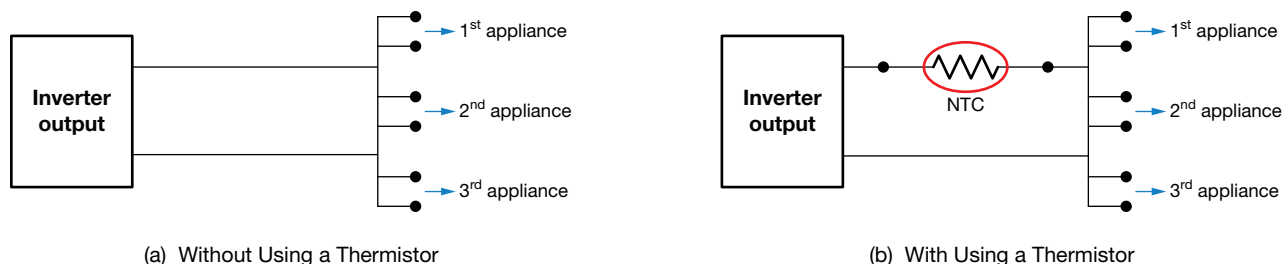 Inverter
output
1st appliance
2nd appliance
3rd appliance
(a) Without Using a Thermistor
Inverter
output
NTC
1st appliance
2nd appliance
3rd appliance
(b) With Using a Thermistor